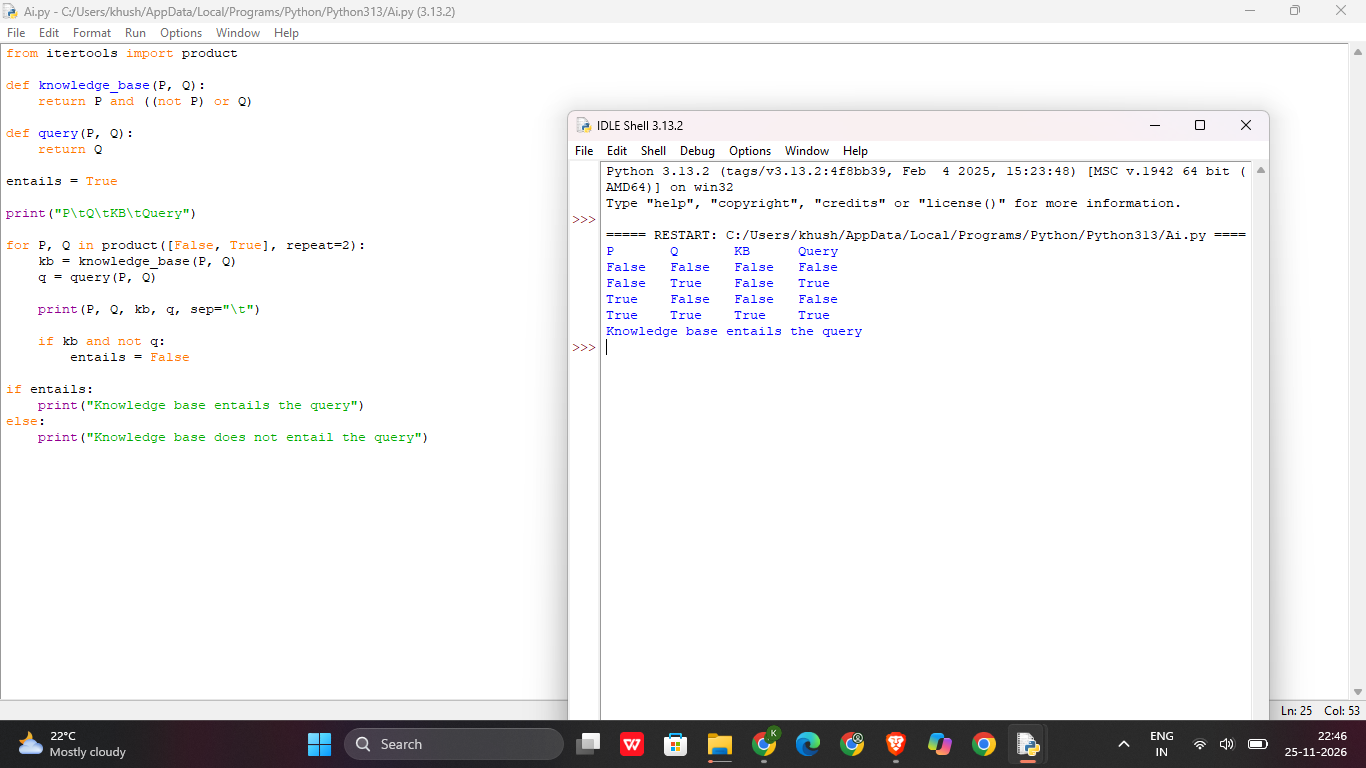 Ai.py - C:/Users/khush/AppData/Local/Programs/Python/Python313/Ai.py (3.13.2)
File Edit Format Run Options Window Help
from itertools import product
def knowledge_base(P, Q):
    return P and ((not P) or Q)
def query(P, Q):
    return Q
entails = True
print("P\tQ\tKB\tQuery")
for P, Q in product([False, True], repeat=2):
    kb = knowledge_base(P, Q)
    q = query(P, Q)
    print(P, Q, kb, q, sep="\t")
    if kb and not q:
        entails = False
if entails:
    print("Knowledge base entails the query")
else:
    print("Knowledge base does not entail the query")
IDLE Shell 3.13.2
File Edit Shell Debug Options Window Help
Python 3.13.2 (tags/v3.13.2:4f8bb39, Feb  4 2025, 15:23:48) [MSC v.1942 64 bit (
AMD64)] on win32
Type "help", "copyright", "credits" or "license()" for more information.
>>>
===== RESTART: C:/Users/khush/AppData/Local/Programs/Python/Python313/Ai.py ====
P Q KB Query
False False False False
False True False True
True False False False
True True True True
Knowledge base entails the query
>>>
Ln: 25 Col: 53
22°C
Mostly cloudy
Search
K
ENG
IN
22:46
25-11-2026